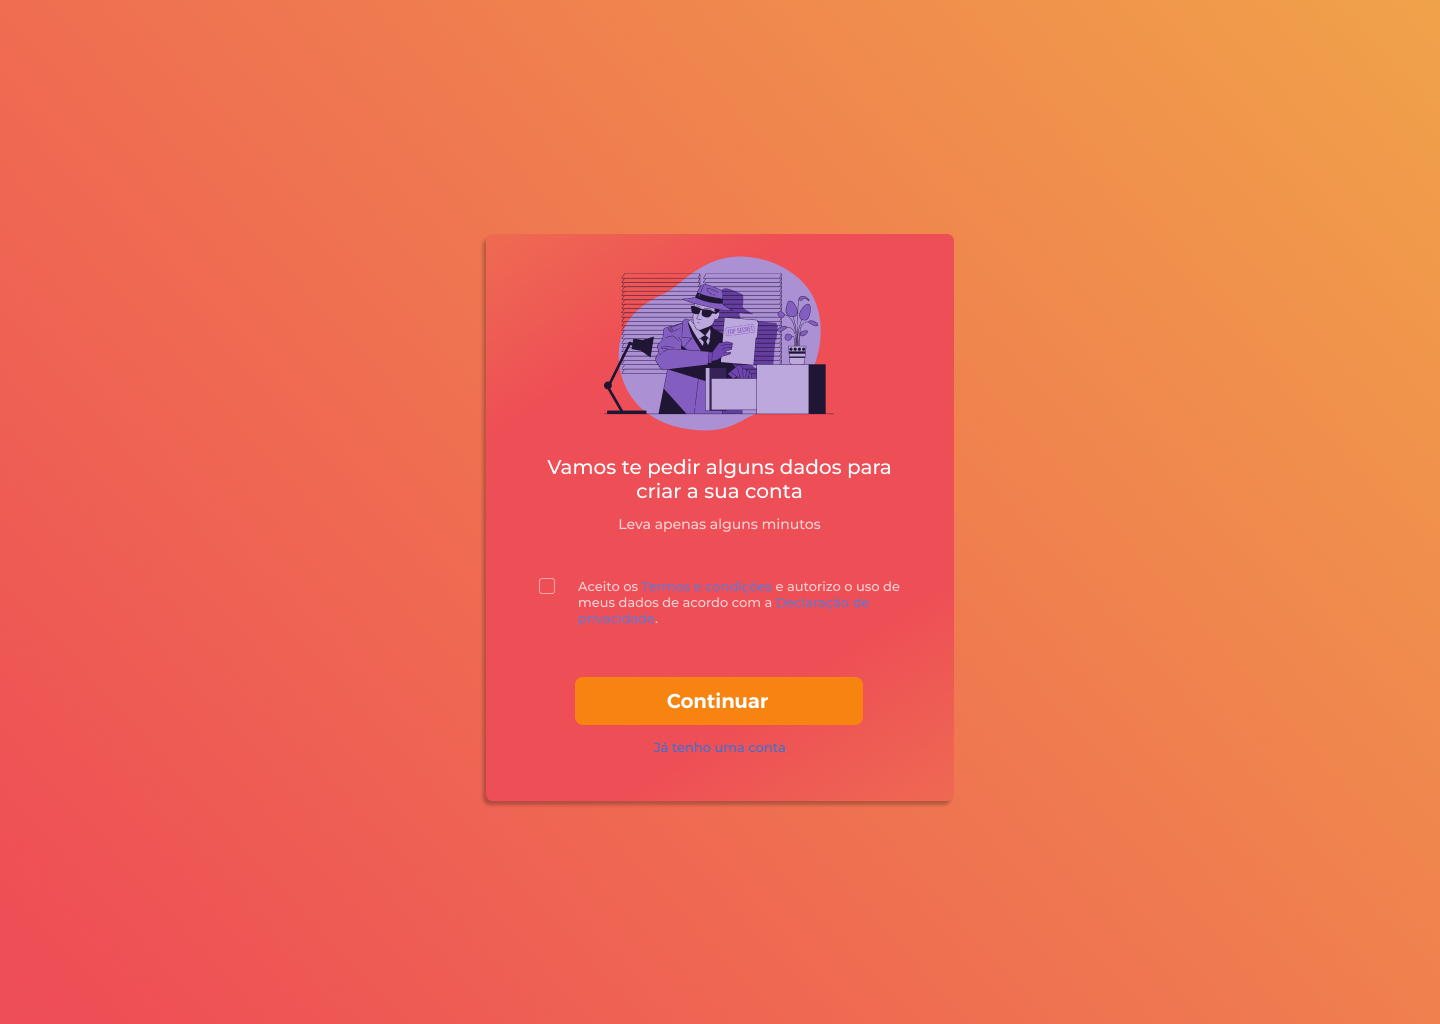 TOP SECRET
Vamos te pedir alguns dados para
criar a sua conta
Leva apenas alguns minutos
Aceito os Termos e condições e autorizo o uso de
meus dados de acordo com a Declaração de
privacidade.
Continuar
Já tenho uma conta